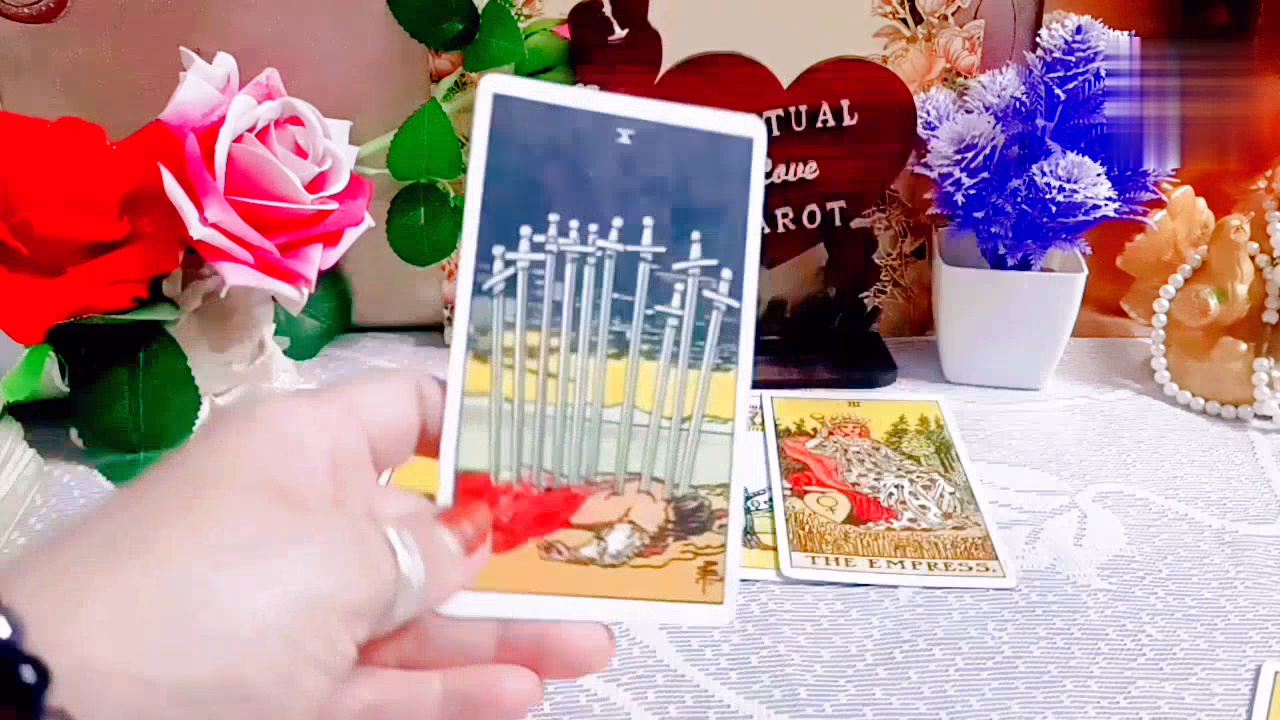 X
TUAL
Love
AROT
III
THE EMPRESS.